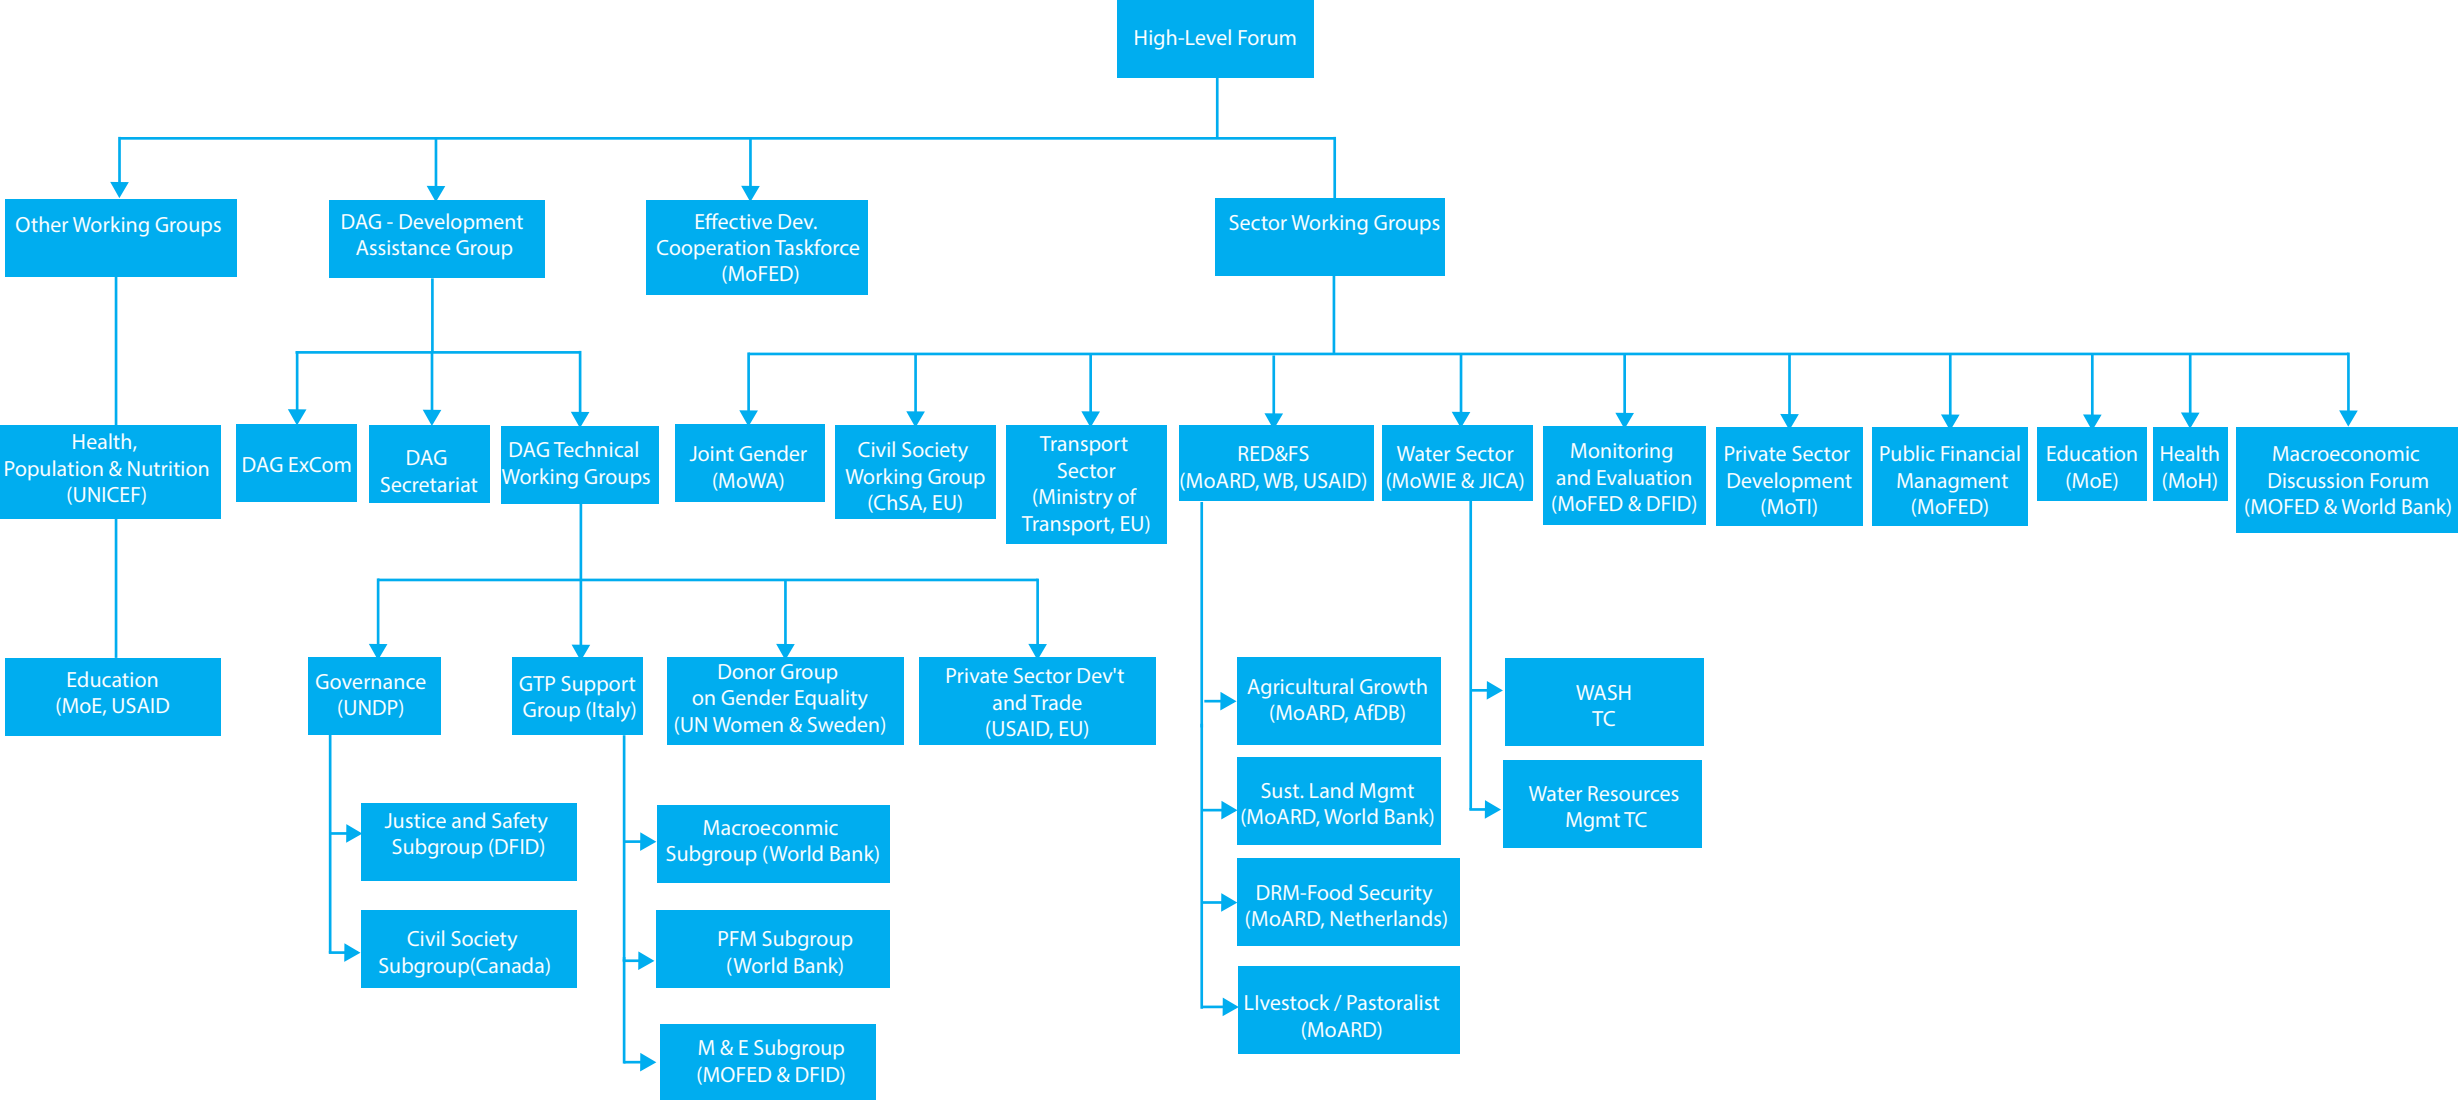 High-Level Forum
Other Working Groups
DAG - Development
Assistance Group
Effective Dev.
Cooperation Taskforce
(MoFED)
Sector Working Groups
Health,
Population & Nutrition
(UNICEF)
DAG ExCom
DAG
Secretariat
DAG Technical
Working Groups
Joint Gender
(MoWA)
Civil Society
Working Group
(ChSA, EU)
Transport
Sector
(Ministry of
Transport, EU)
RED&FS
(MoARD, WB, USAID)
Water Sector
(MoWIE & JICA)
Monitoring
and Evaluation
(MoFED & DFID)
Private Sector
Development
(MoTI)
Public Financial
Managment
(MoFED)
Education
(MoE)
Health
(MoH)
Macroeconomic
Discussion Forum
(MOFED & World Bank)
Education
(MoE, USAID
Governance
(UNDP)
GTP Support
Group (Italy)
Donor Group
on Gender Equality
(UN Women & Sweden)
Private Sector Dev't
and Trade
(USAID, EU)
Agricultural Growth
(MoARD, AfDB)
WASH
TC
Sust. Land Mgmt
(MoARD, World Bank)
Water Resources
Mgmt TC
Justice and Safety
Subgroup (DFID)
Macroeconmic
Subgroup (World Bank)
DRM-Food Security
(MoARD, Netherlands)
Civil Society
Subgroup(Canada)
PFM Subgroup
(World Bank)
LIvestock / Pastoralist
(MoARD)
M & E Subgroup
(MOFED & DFID)